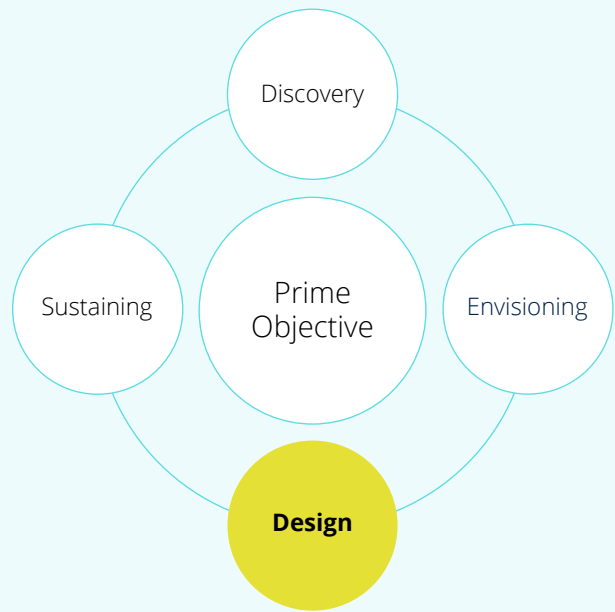 Discovery
Sustaining
Prime
Objective
Envisioning
Design